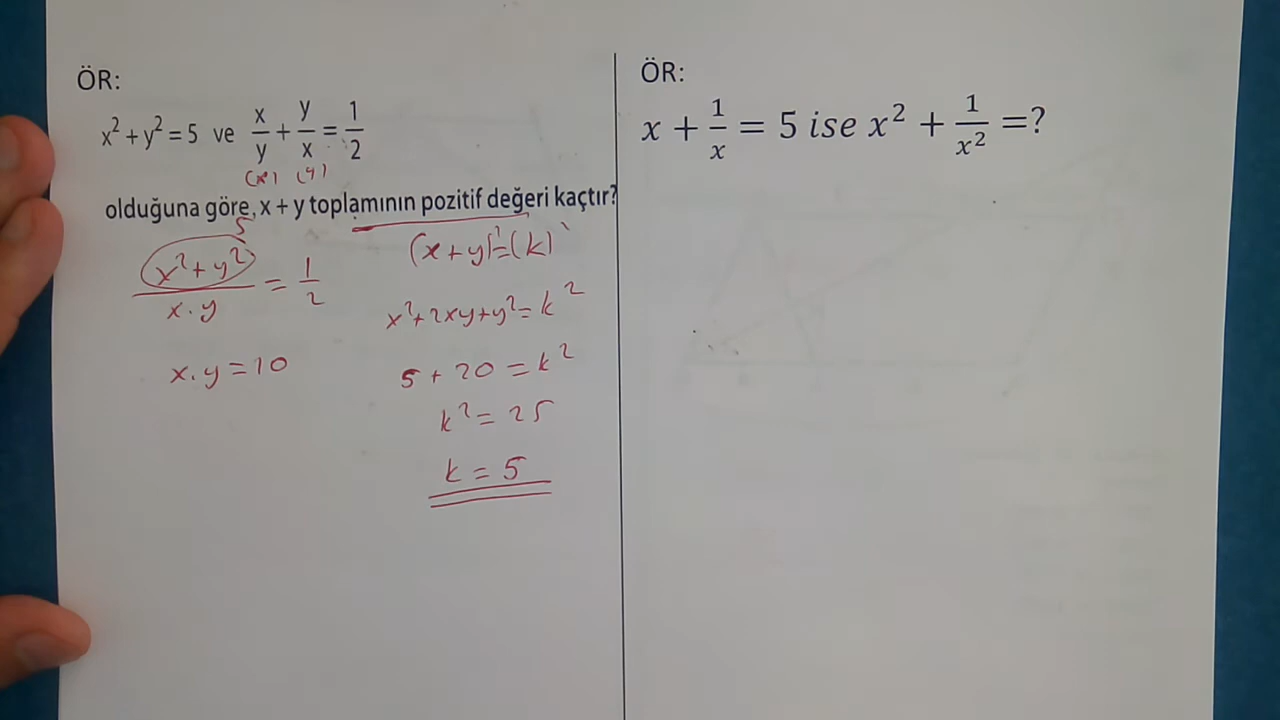 ÖR:
x² + y² = 5 ve x/y + y/x = 1/2
(x) (y)
olduğuna göre, x + y toplamının pozitif değeri kaçtır?
5
x² + y² / x . y = 1/2
x . y = 10
(x + y)² = (k)²
x² + 2xy + y² = k²
5 + 20 = k²
k² = 25
k = 5
ÖR:
x + 1/x = 5 ise x² + 1/x² =?